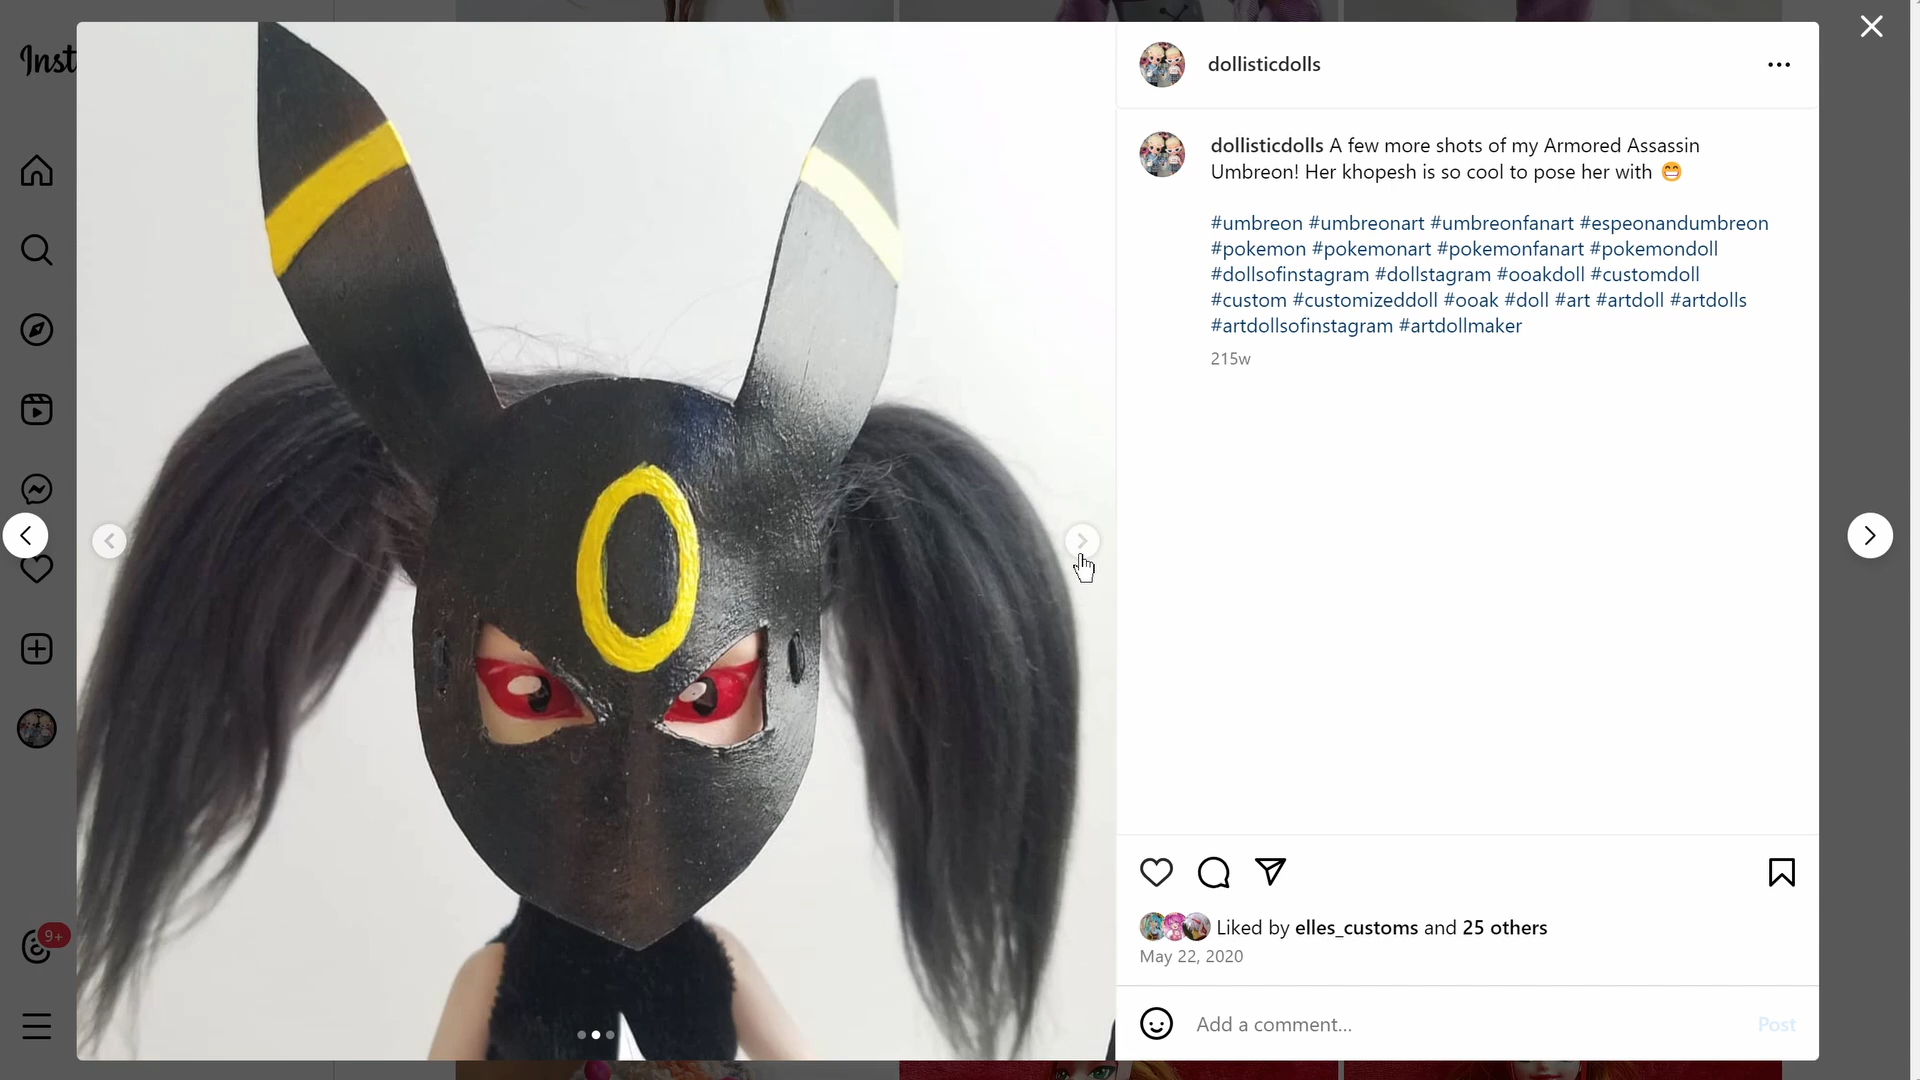 Inst
dollisticdolls
dollisticdolls A few more shots of my Armored Assassin
Umbreon! Her khopesh is so cool to pose her with 😁
#umbreon #umbreonart #umbreonfanart #espeonandumbreon
#pokemon #pokemonart #pokemonfanart #pokemondoll
#dollsofinstagram #dollstagram #ooakdoll #customdoll
#custom #customizeddoll #ooak #doll #art #artdoll #artdolls
#artdollsofinstagram #artdollmaker
215w
9+
Liked by elles_customs and 25 others
May 22, 2020
Add a comment...
Post